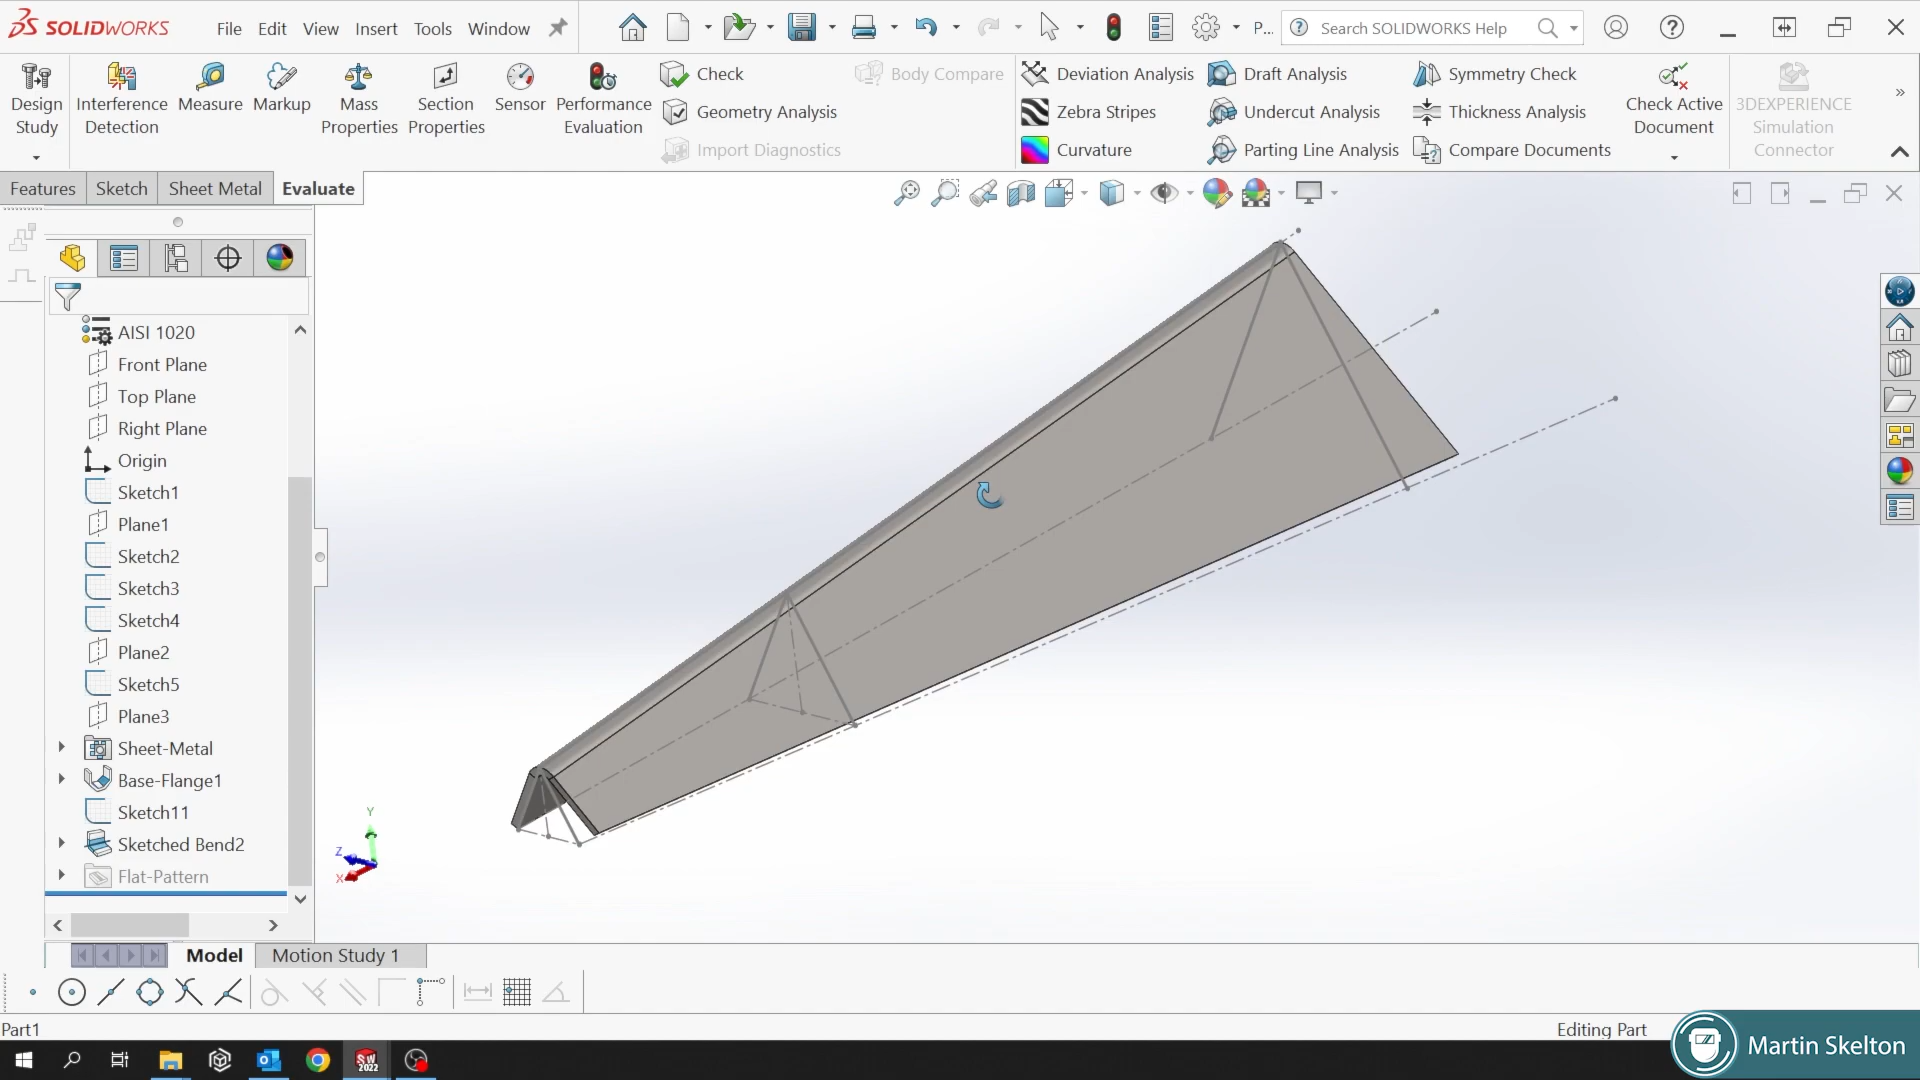 SOLIDWORKS File Edit View Insert Tools Window P... Search SOLIDWORKS Help
Design Study
Interference Detection
Measure
Markup
Mass Properties
Section Properties
Sensor
Performance Evaluation
Check
Geometry Analysis
Import Diagnostics
Body Compare
Deviation Analysis
Zebra Stripes
Curvature
Draft Analysis
Undercut Analysis
Parting Line Analysis
Symmetry Check
Thickness Analysis
Compare Documents
Check Active Document
3DEXPERIENCE Simulation Connector
Features Sketch Sheet Metal Evaluate
AISI 1020
Front Plane
Top Plane
Right Plane
Origin
Sketch1
Plane1
Sketch2
Sketch3
Sketch4
Plane2
Sketch5
Plane3
Sheet-Metal
Base-Flange1
Sketch11
Sketched Bend2
Flat-Pattern
Y
Z
X
Model Motion Study 1
Part1 Editing Part
SW 2022
Martin Skelton